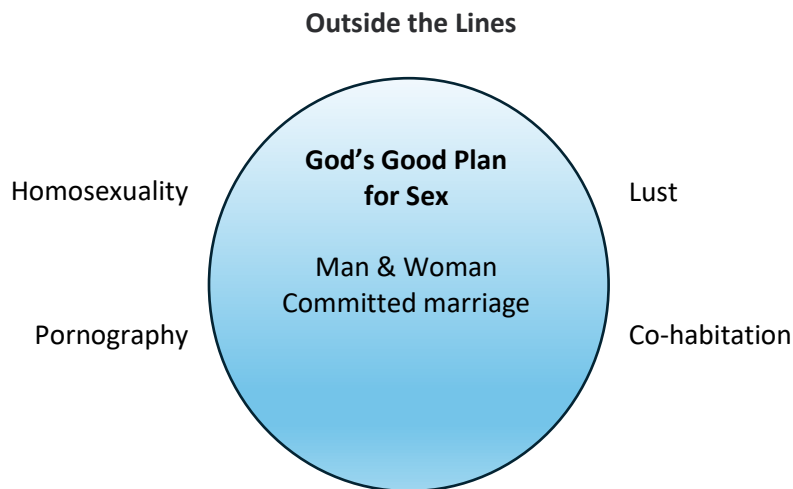 Outside the Lines
God’s Good Plan
for Sex
Homosexuality
Lust
Man & Woman
Committed marriage
Pornography
Co-habitation